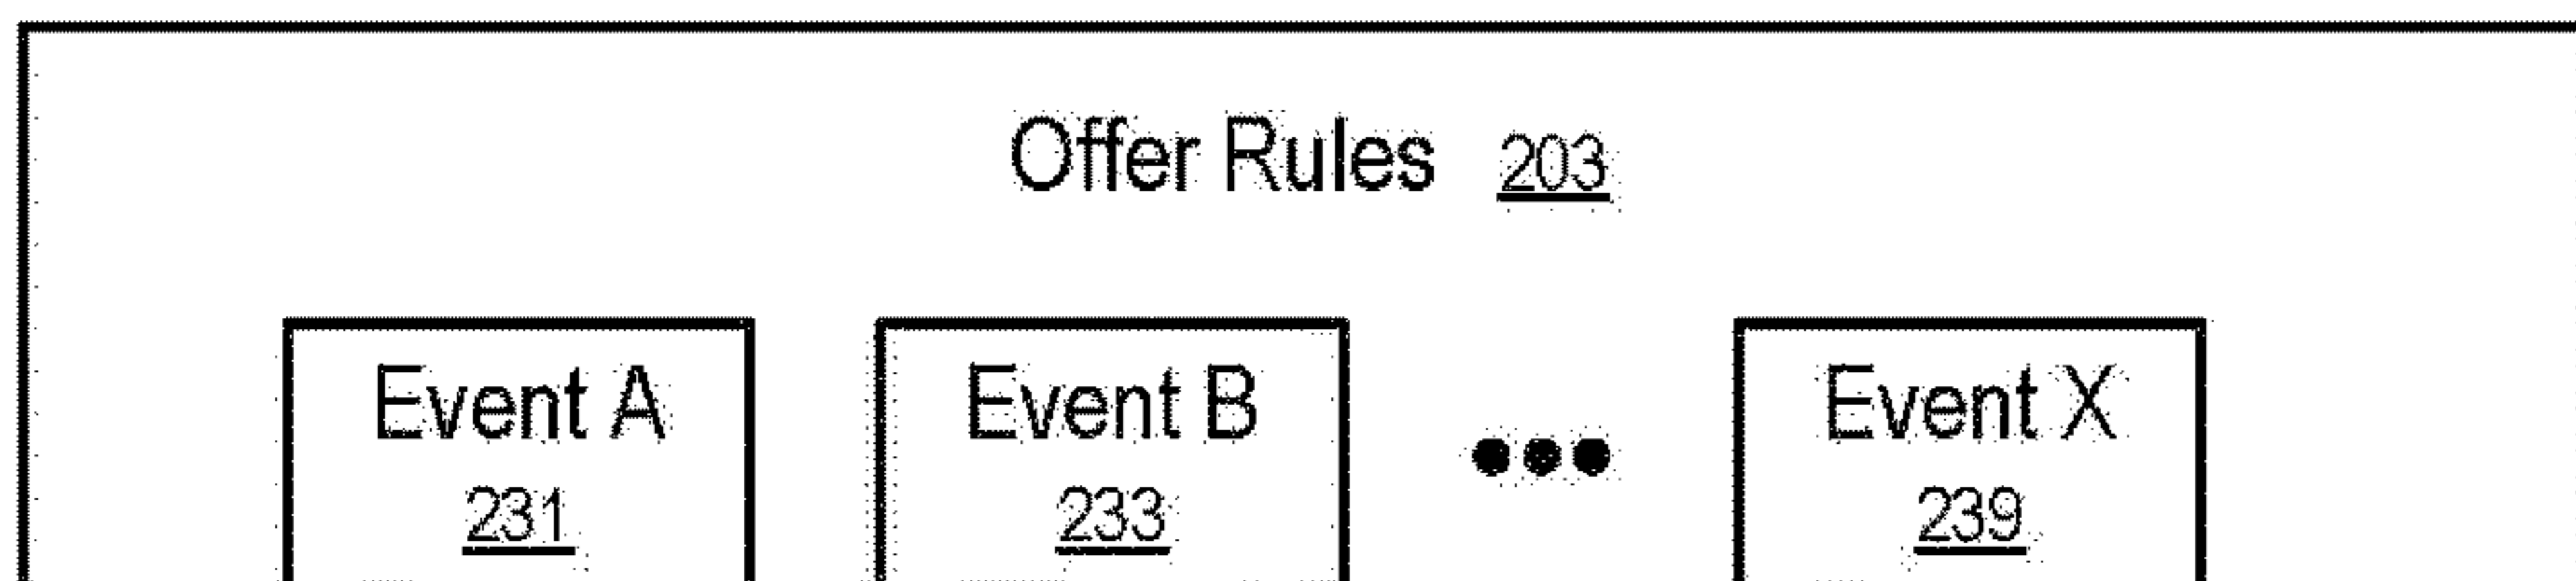 Offer Rules 203
Event A
231
Event B
233
•••
Event X
239